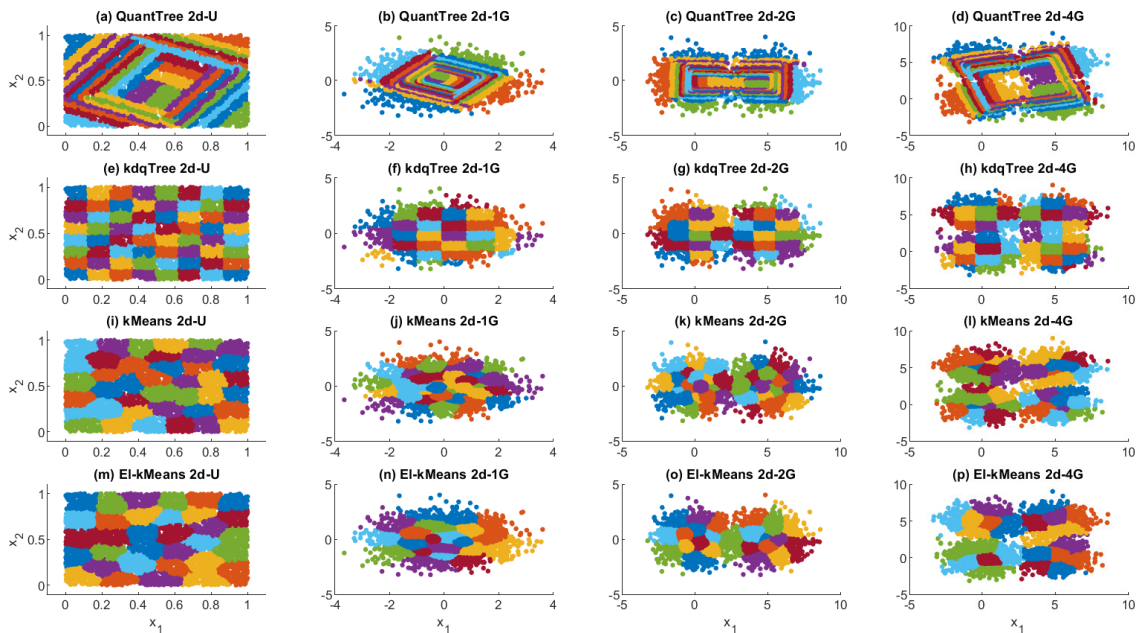 (a) QuantTree 2d-U
(b) QuantTree 2d-1G
(c) QuantTree 2d-2G
(d) QuantTree 2d-4G
x_2
1
0.5
0
0 0.2 0.4 0.6 0.8 1
5
0
-5
-4 -2 0 2 4
5
0
-5
-5 0 5 10
10
5
0
-5
-5 0 5 10
(e) kdqTree 2d-U
(f) kdqTree 2d-1G
(g) kdqTree 2d-2G
(h) kdqTree 2d-4G
x_2
1
0.5
0
0 0.2 0.4 0.6 0.8 1
5
0
-5
-4 -2 0 2 4
5
0
-5
-5 0 5 10
10
5
0
-5
-5 0 5 10
(i) kMeans 2d-U
(j) kMeans 2d-1G
(k) kMeans 2d-2G
(l) kMeans 2d-4G
x_2
1
0.5
0
0 0.2 0.4 0.6 0.8 1
5
0
-5
-4 -2 0 2 4
5
0
-5
-5 0 5 10
10
5
0
-5
-5 0 5 10
(m) EI-kMeans 2d-U
(n) EI-kMeans 2d-1G
(o) EI-kMeans 2d-2G
(p) EI-kMeans 2d-4G
x_2
1
0.5
0
0 0.2 0.4 0.6 0.8 1
x_1
5
0
-5
-4 -2 0 2 4
x_1
5
0
-5
-5 0 5 10
x_1
10
5
0
-5
-5 0 5 10
x_1